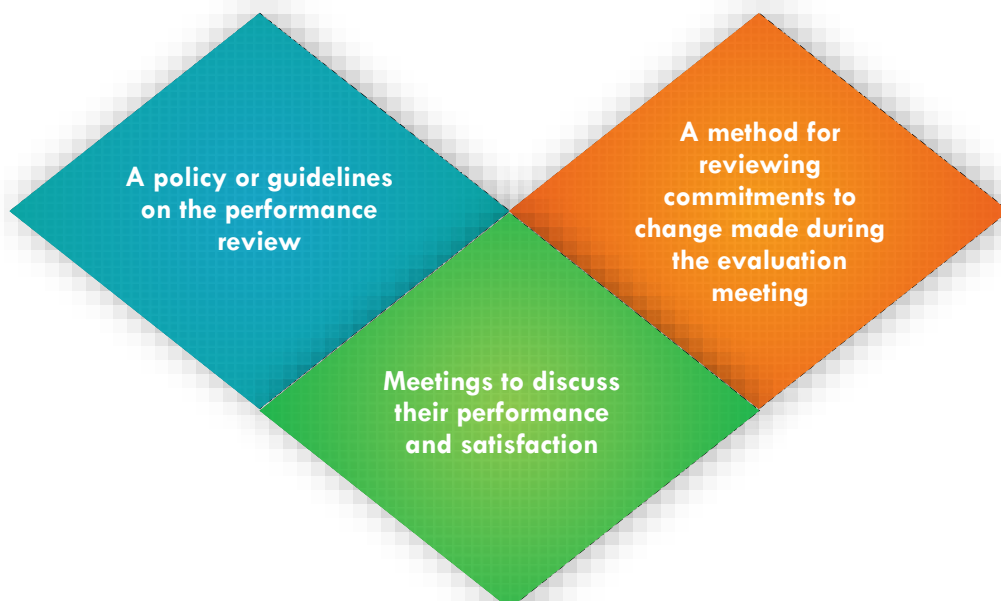 A policy or guidelines
on the performance
review
Meetings to discuss
their performance
and satisfaction
A method for
reviewing
commitments to
change made during
the evaluation
meeting